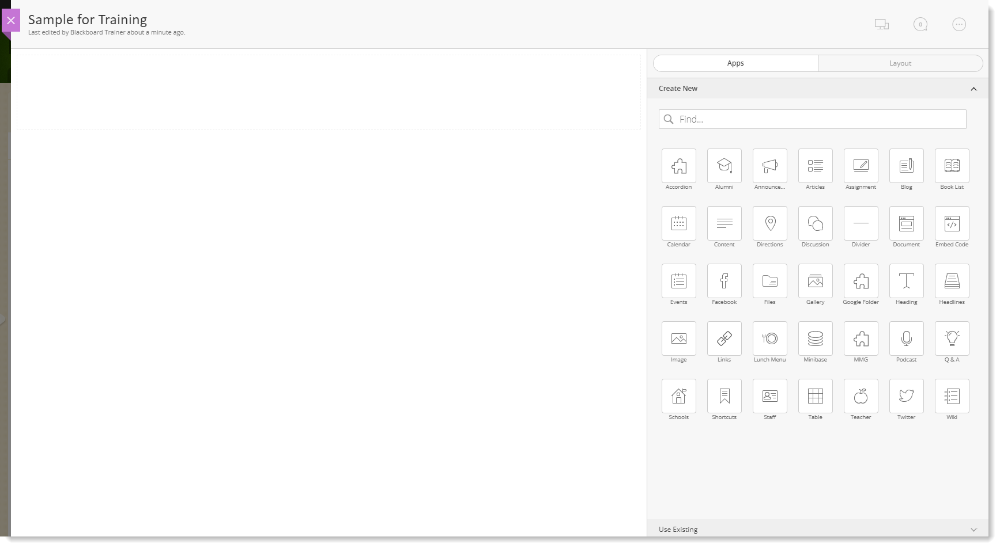 Sample for Training
Last edited by Blackboard Trainer about a minute ago.
0
Apps
Layout
Create New
Find...
Accordion
Alumni
Announce...
Articles
Assignment
Blog
Book List
Calendar
Content
Directions
Discussion
Divider
Document
Embed Code
Events
Facebook
Files
Gallery
Google Folder
Heading
Headlines
Image
Links
Lunch Menu
Minibase
MMG
Podcast
Q & A
Schools
Shortcuts
Staff
Table
Teacher
Twitter
Wiki
Use Existing